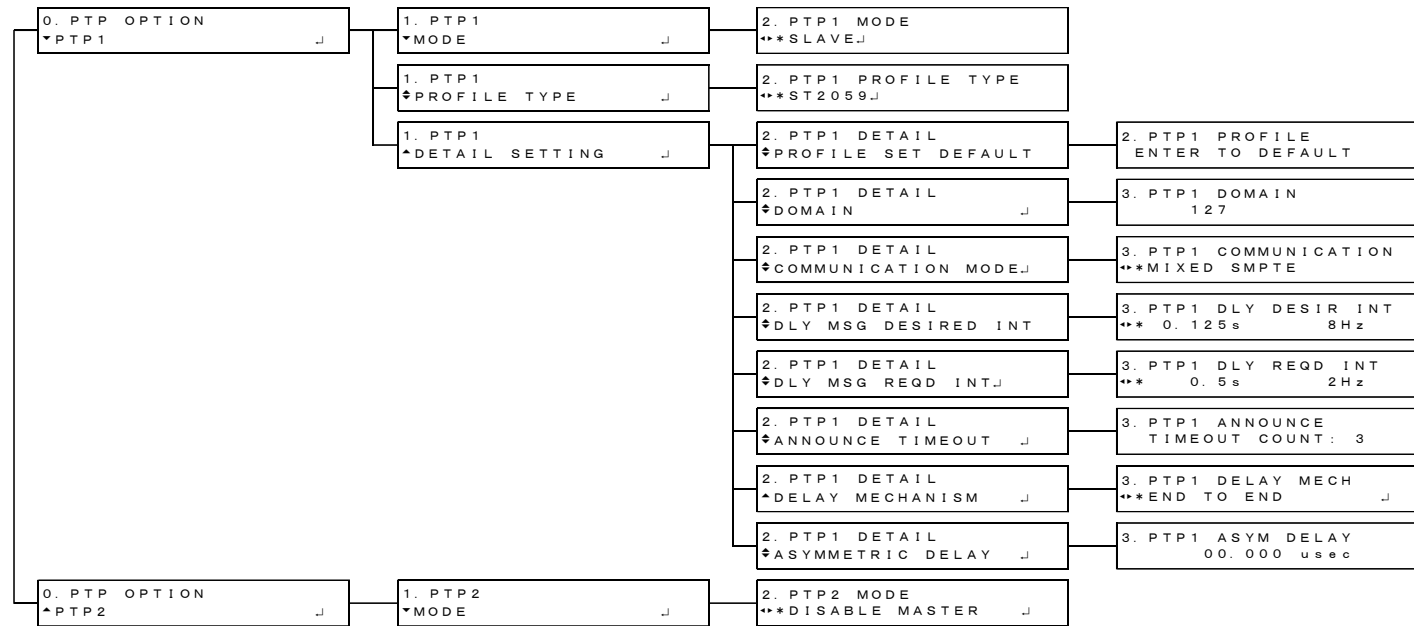 0. PTP OPTION
▾PTP1 ↵
1. PTP1
▾MODE ↵
2. PTP1 MODE
◂▸*SLAVE↵
1. PTP1
♦PROFILE TYPE ↵
2. PTP1 PROFILE TYPE
◂▸*ST2059↵
1. PTP1
▴DETAIL SETTING ↵
2. PTP1 DETAIL
♦PROFILE SET DEFAULT
2. PTP1 PROFILE
ENTER TO DEFAULT
2. PTP1 DETAIL
♦DOMAIN ↵
3. PTP1 DOMAIN
127
2. PTP1 DETAIL
♦COMMUNICATION MODE↵
3. PTP1 COMMUNICATION
◂▸*MIXED SMPTE
2. PTP1 DETAIL
♦DLY MSG DESIRED INT
3. PTP1 DLY DESIR INT
◂▸* 0.125s 8Hz
2. PTP1 DETAIL
♦DLY MSG REQD INT↵
3. PTP1 DLY REQD INT
◂▸* 0.5s 2Hz
2. PTP1 DETAIL
♦ANNOUNCE TIMEOUT ↵
3. PTP1 ANNOUNCE
TIMEOUT COUNT: 3
2. PTP1 DETAIL
▴DELAY MECHANISM ↵
3. PTP1 DELAY MECH
◂▸*END TO END ↵
2. PTP1 DETAIL
♦ASYMMETRIC DELAY ↵
3. PTP1 ASYM DELAY
00.000 usec
0. PTP OPTION
▴PTP2 ↵
1. PTP2
▾MODE ↵
2. PTP2 MODE
◂▸*DISABLE MASTER ↵